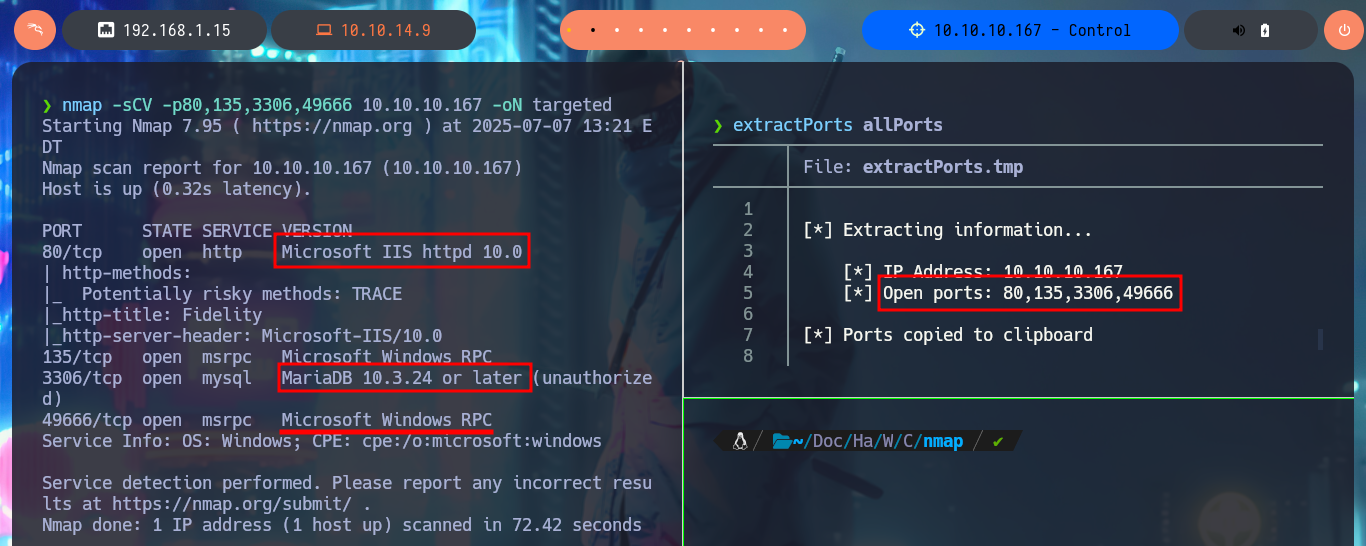 192.168.1.15
10.10.14.9
10.10.10.167 - Control
❯ nmap -sCV -p80,135,3306,49666 10.10.10.167 -oN targeted
Starting Nmap 7.95 ( https://nmap.org ) at 2025-07-07 13:21 E
DT
Nmap scan report for 10.10.10.167 (10.10.10.167)
Host is up (0.32s latency).
PORT      STATE SERVICE VERSION
80/tcp    open  http    Microsoft IIS httpd 10.0
| http-methods:
|_  Potentially risky methods: TRACE
|_http-title: Fidelity
|_http-server-header: Microsoft-IIS/10.0
135/tcp   open  msrpc   Microsoft Windows RPC
3306/tcp  open  mysql   MariaDB 10.3.24 or later (unauthorize
d)
49666/tcp open  msrpc   Microsoft Windows RPC
Service Info: OS: Windows; CPE: cpe:/o:microsoft:windows
Service detection performed. Please report any incorrect resu
lts at https://nmap.org/submit/ .
Nmap done: 1 IP address (1 host up) scanned in 72.42 seconds
❯ extractPorts allPorts
File: extractPorts.tmp
1
2 [*] Extracting information...
3
4 [*] IP Address: 10.10.10.167
5 [*] Open ports: 80,135,3306,49666
6
7 [*] Ports copied to clipboard
8
~/Doc/Ha/W/C/nmap / ✔